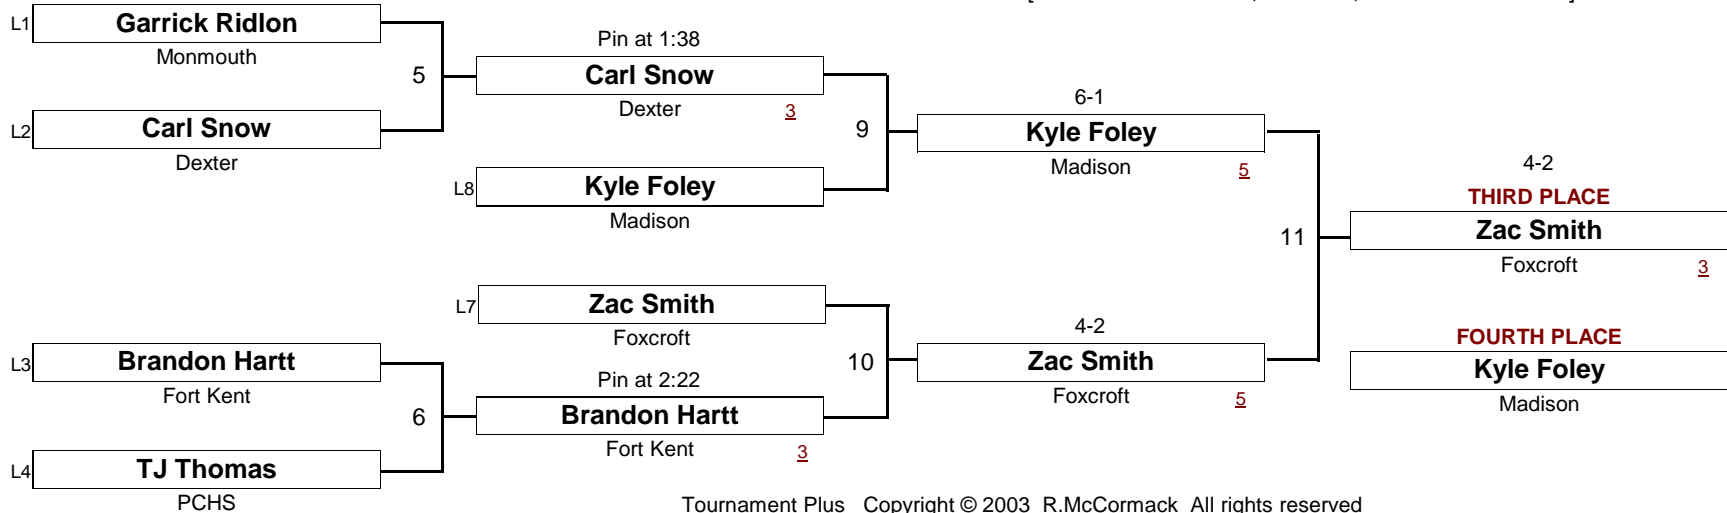 L1 Garrick Ridlon
Monmouth
5
L2 Carl Snow
Dexter
Pin at 1:38
Carl Snow
Dexter 3
9
L8 Kyle Foley
Madison
6-1
Kyle Foley
Madison 5
11
4-2
THIRD PLACE
Zac Smith
Foxcroft 3
L7 Zac Smith
Foxcroft
10
4-2
Zac Smith
Foxcroft 5
FOURTH PLACE
Kyle Foley
Madison
L3 Brandon Hartt
Fort Kent
6
Pin at 2:22
Brandon Hartt
Fort Kent 3
L4 TJ Thomas
PCHS
Tournament Plus Copyright © 2003 R.McCormack All rights reserved